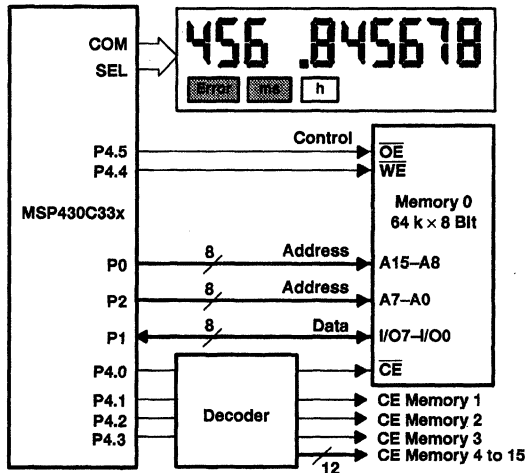 COM
SEL
456 .845678
Error ms h
P4.5 Control OE
P4.4 WE
MSP430C33x
Memory 0
64 k × 8 Bit
P0 8 Address A15–A8
P2 8 Address A7–A0
P1 8 Data I/O7–I/O0
P4.0 CE
P4.1 CE Memory 1
P4.2 CE Memory 2
P4.3 CE Memory 3
Decoder
CE Memory 4 to 15
12